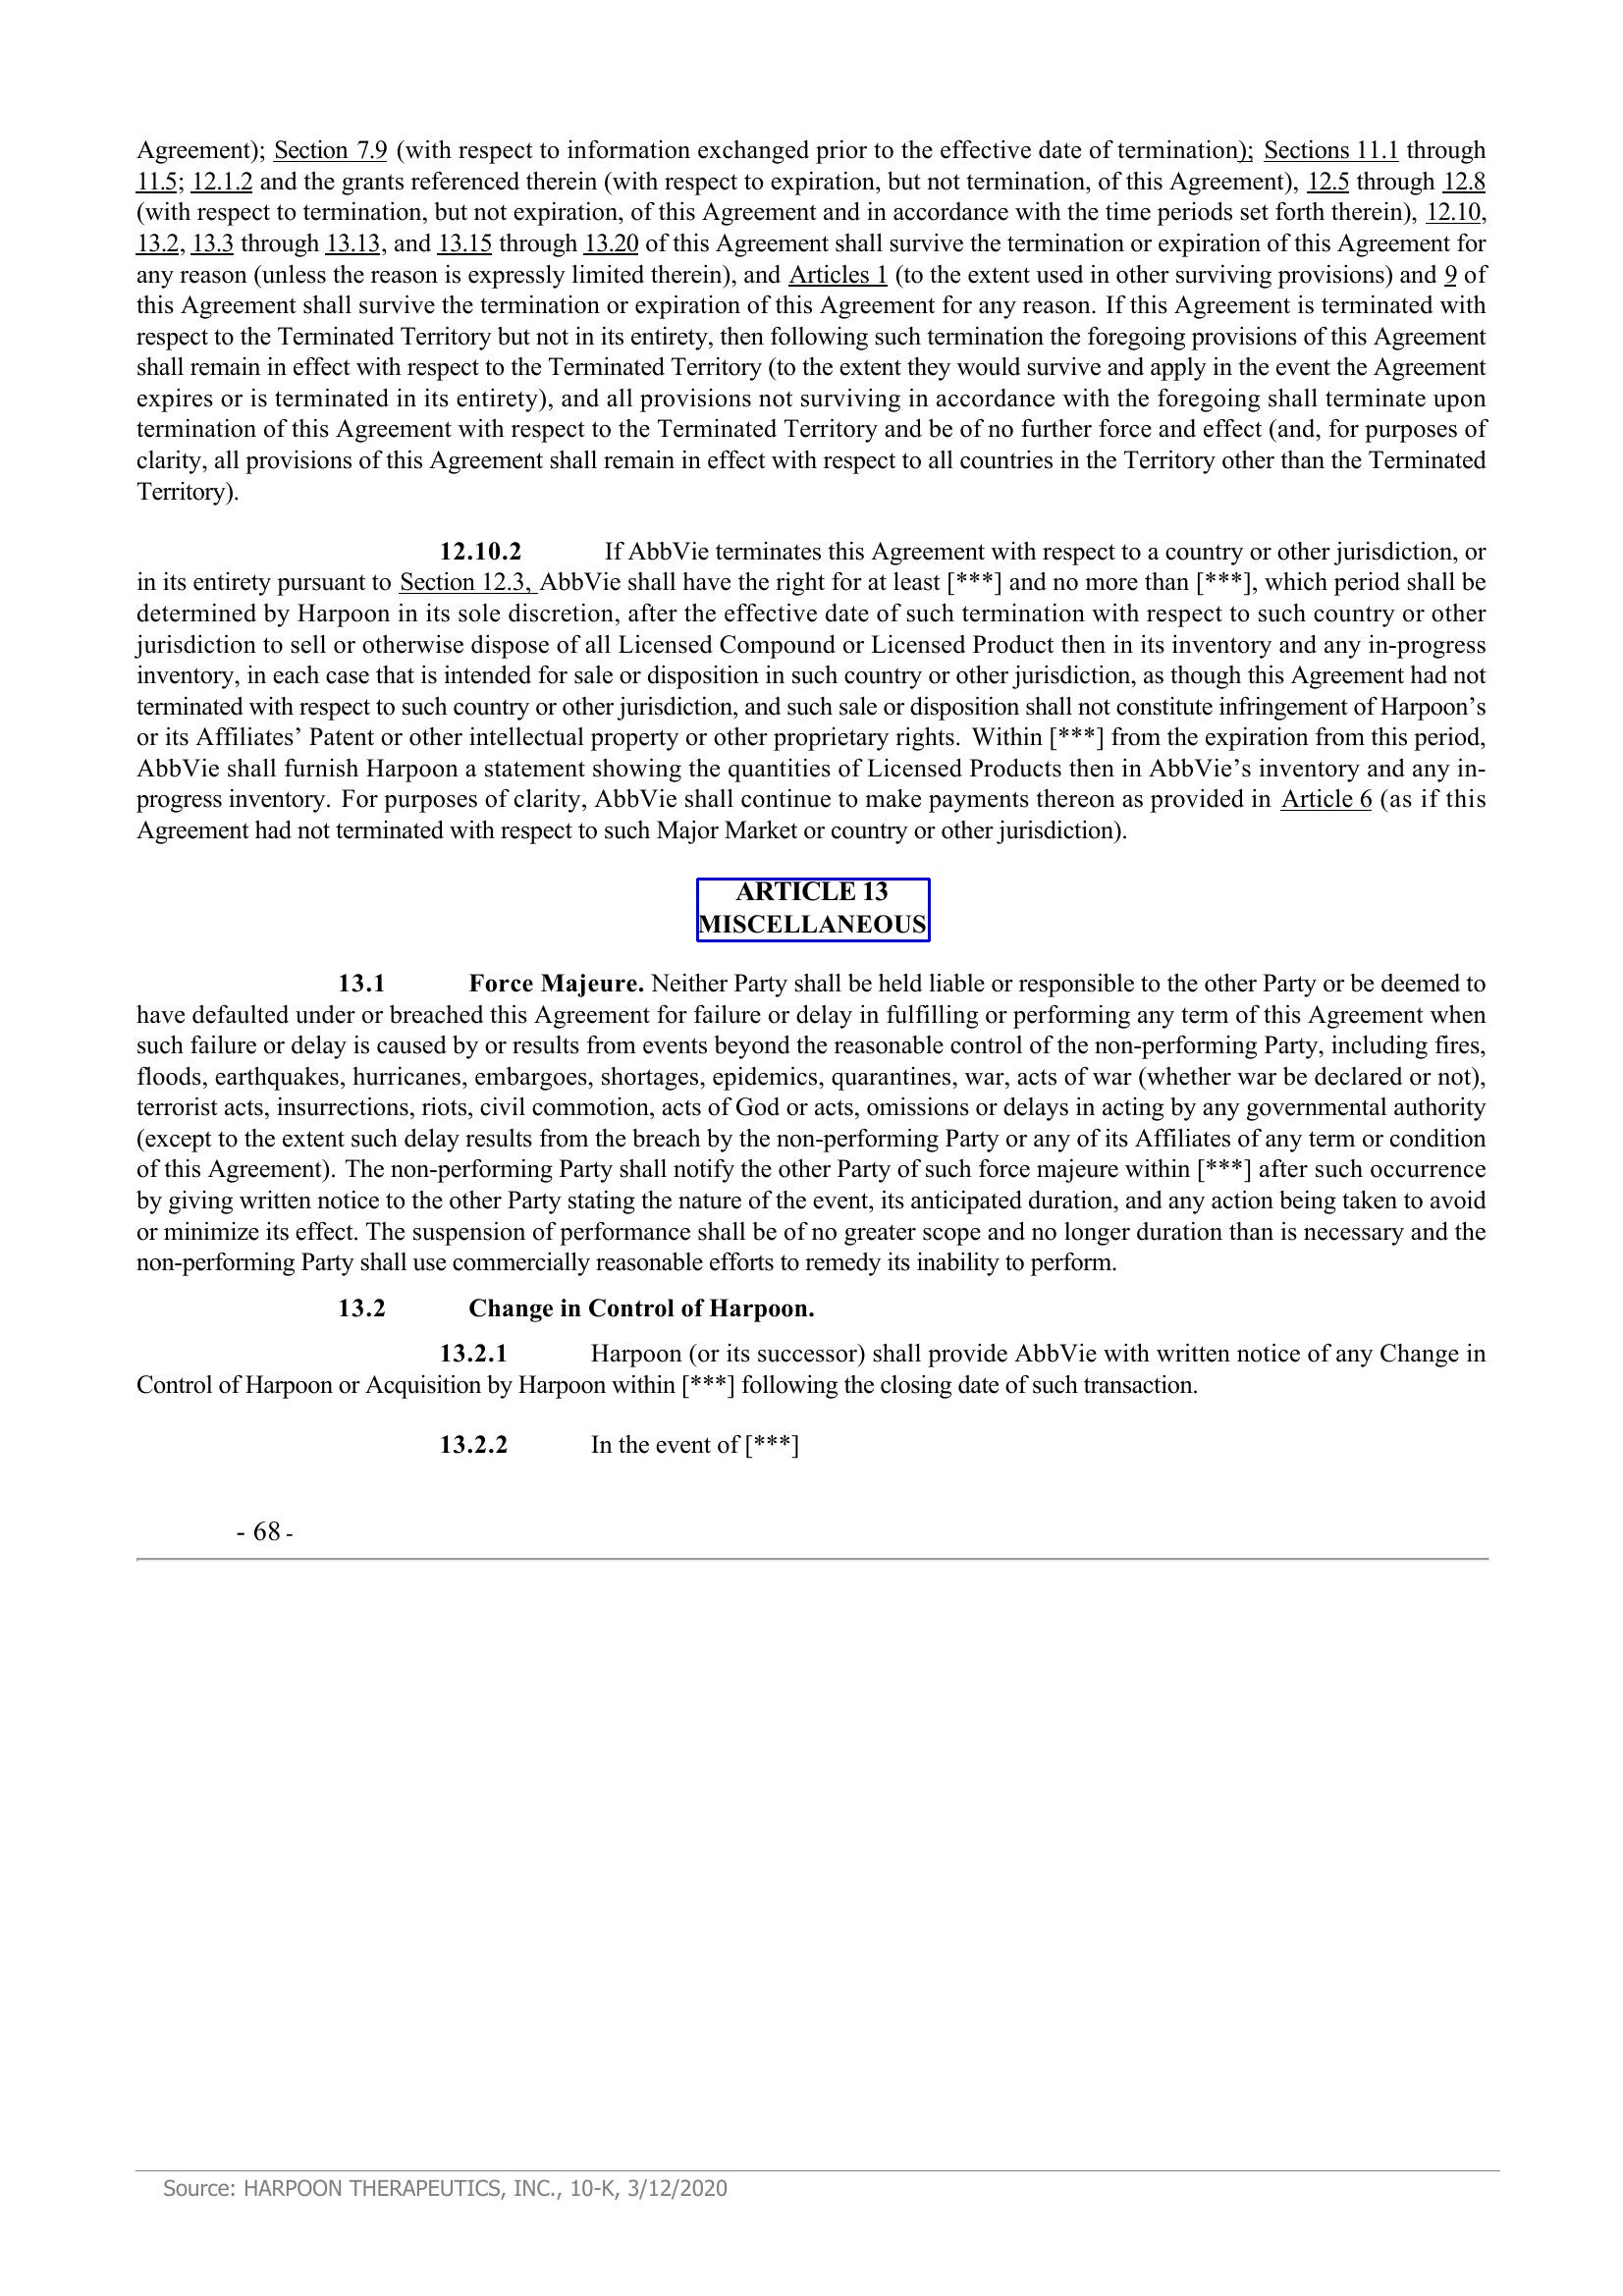 Agreement); Section 7.9 (with respect to information exchanged prior to the effective date of termination); Sections 11.1 through
11.5; 12.1.2 and the grants referenced therein (with respect to expiration, but not termination, of this Agreement), 12.5 through 12.8
(with respect to termination, but not expiration, of this Agreement and in accordance with the time periods set forth therein), 12.10,
13.2, 13.3 through 13.13, and 13.15 through 13.20 of this Agreement shall survive the termination or expiration of this Agreement for
any reason (unless the reason is expressly limited therein), and Articles 1 (to the extent used in other surviving provisions) and 9 of
this Agreement shall survive the termination or expiration of this Agreement for any reason. If this Agreement is terminated with
respect to the Terminated Territory but not in its entirety, then following such termination the foregoing provisions of this Agreement
shall remain in effect with respect to the Terminated Territory (to the extent they would survive and apply in the event the Agreement
expires or is terminated in its entirety), and all provisions not surviving in accordance with the foregoing shall terminate upon
termination of this Agreement with respect to the Terminated Territory and be of no further force and effect (and, for purposes of
clarity, all provisions of this Agreement shall remain in effect with respect to all countries in the Territory other than the Terminated
Territory).
12.10.2 If AbbVie terminates this Agreement with respect to a country or other jurisdiction, or
in its entirety pursuant to Section 12.3, AbbVie shall have the right for at least [***] and no more than [***], which period shall be
determined by Harpoon in its sole discretion, after the effective date of such termination with respect to such country or other
jurisdiction to sell or otherwise dispose of all Licensed Compound or Licensed Product then in its inventory and any in-progress
inventory, in each case that is intended for sale or disposition in such country or other jurisdiction, as though this Agreement had not
terminated with respect to such country or other jurisdiction, and such sale or disposition shall not constitute infringement of Harpoon’s
or its Affiliates’ Patent or other intellectual property or other proprietary rights. Within [***] from the expiration from this period,
AbbVie shall furnish Harpoon a statement showing the quantities of Licensed Products then in AbbVie’s inventory and any in-
progress inventory. For purposes of clarity, AbbVie shall continue to make payments thereon as provided in Article 6 (as if this
Agreement had not terminated with respect to such Major Market or country or other jurisdiction).
ARTICLE 13
MISCELLANEOUS
13.1 Force Majeure. Neither Party shall be held liable or responsible to the other Party or be deemed to
have defaulted under or breached this Agreement for failure or delay in fulfilling or performing any term of this Agreement when
such failure or delay is caused by or results from events beyond the reasonable control of the non-performing Party, including fires,
floods, earthquakes, hurricanes, embargoes, shortages, epidemics, quarantines, war, acts of war (whether war be declared or not),
terrorist acts, insurrections, riots, civil commotion, acts of God or acts, omissions or delays in acting by any governmental authority
(except to the extent such delay results from the breach by the non-performing Party or any of its Affiliates of any term or condition
of this Agreement). The non-performing Party shall notify the other Party of such force majeure within [***] after such occurrence
by giving written notice to the other Party stating the nature of the event, its anticipated duration, and any action being taken to avoid
or minimize its effect. The suspension of performance shall be of no greater scope and no longer duration than is necessary and the
non-performing Party shall use commercially reasonable efforts to remedy its inability to perform.
13.2 Change in Control of Harpoon.
13.2.1 Harpoon (or its successor) shall provide AbbVie with written notice of any Change in
Control of Harpoon or Acquisition by Harpoon within [***] following the closing date of such transaction.
13.2.2 In the event of [***]
- 68 -
Source: HARPOON THERAPEUTICS, INC., 10-K, 3/12/2020